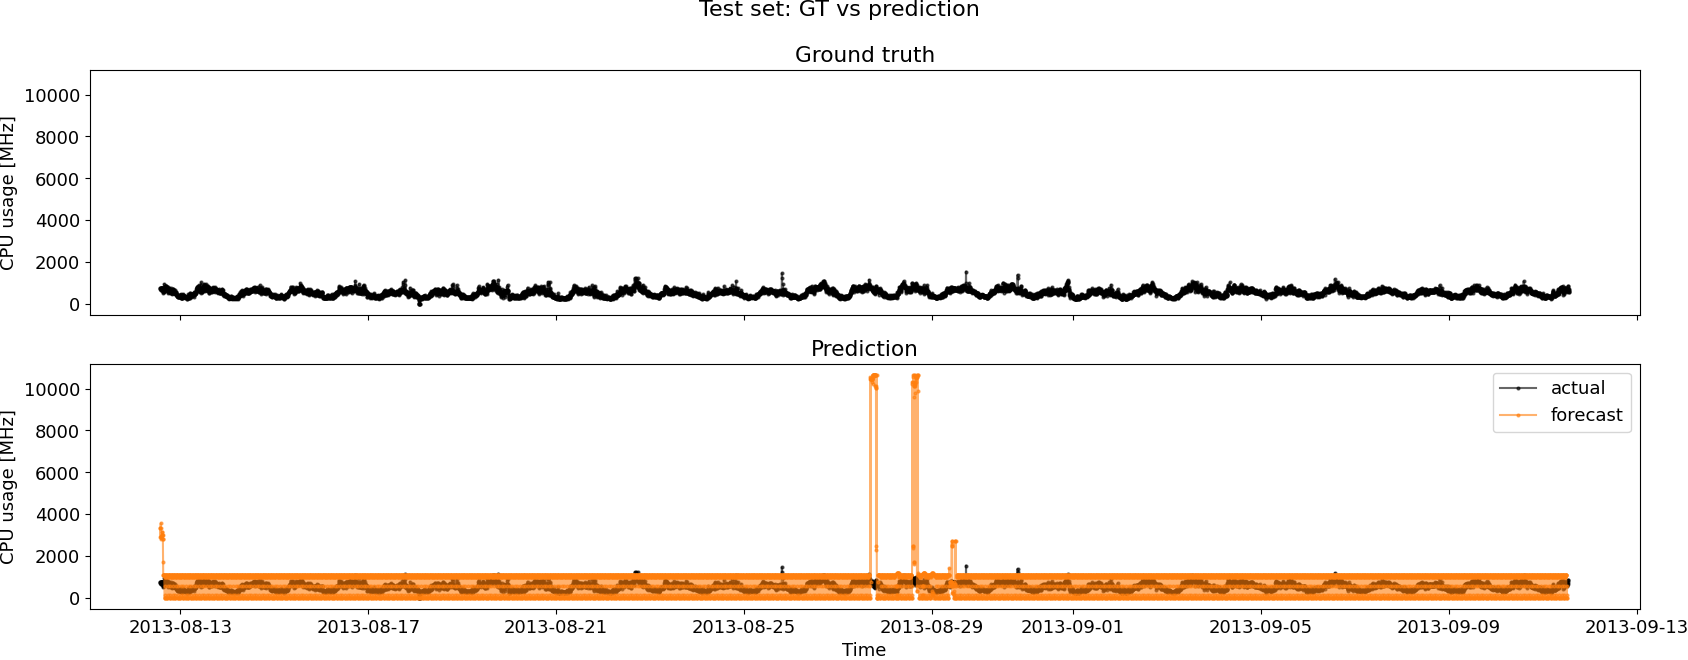 Test set: GT vs prediction
Ground truth
CPU usage [MHz]
10000
8000
6000
4000
2000
0
Prediction
CPU usage [MHz]
10000
8000
6000
4000
2000
0
actual
forecast
2013-08-13 2013-08-17 2013-08-21 2013-08-25 2013-08-29 2013-09-01 2013-09-05 2013-09-09 2013-09-13
Time